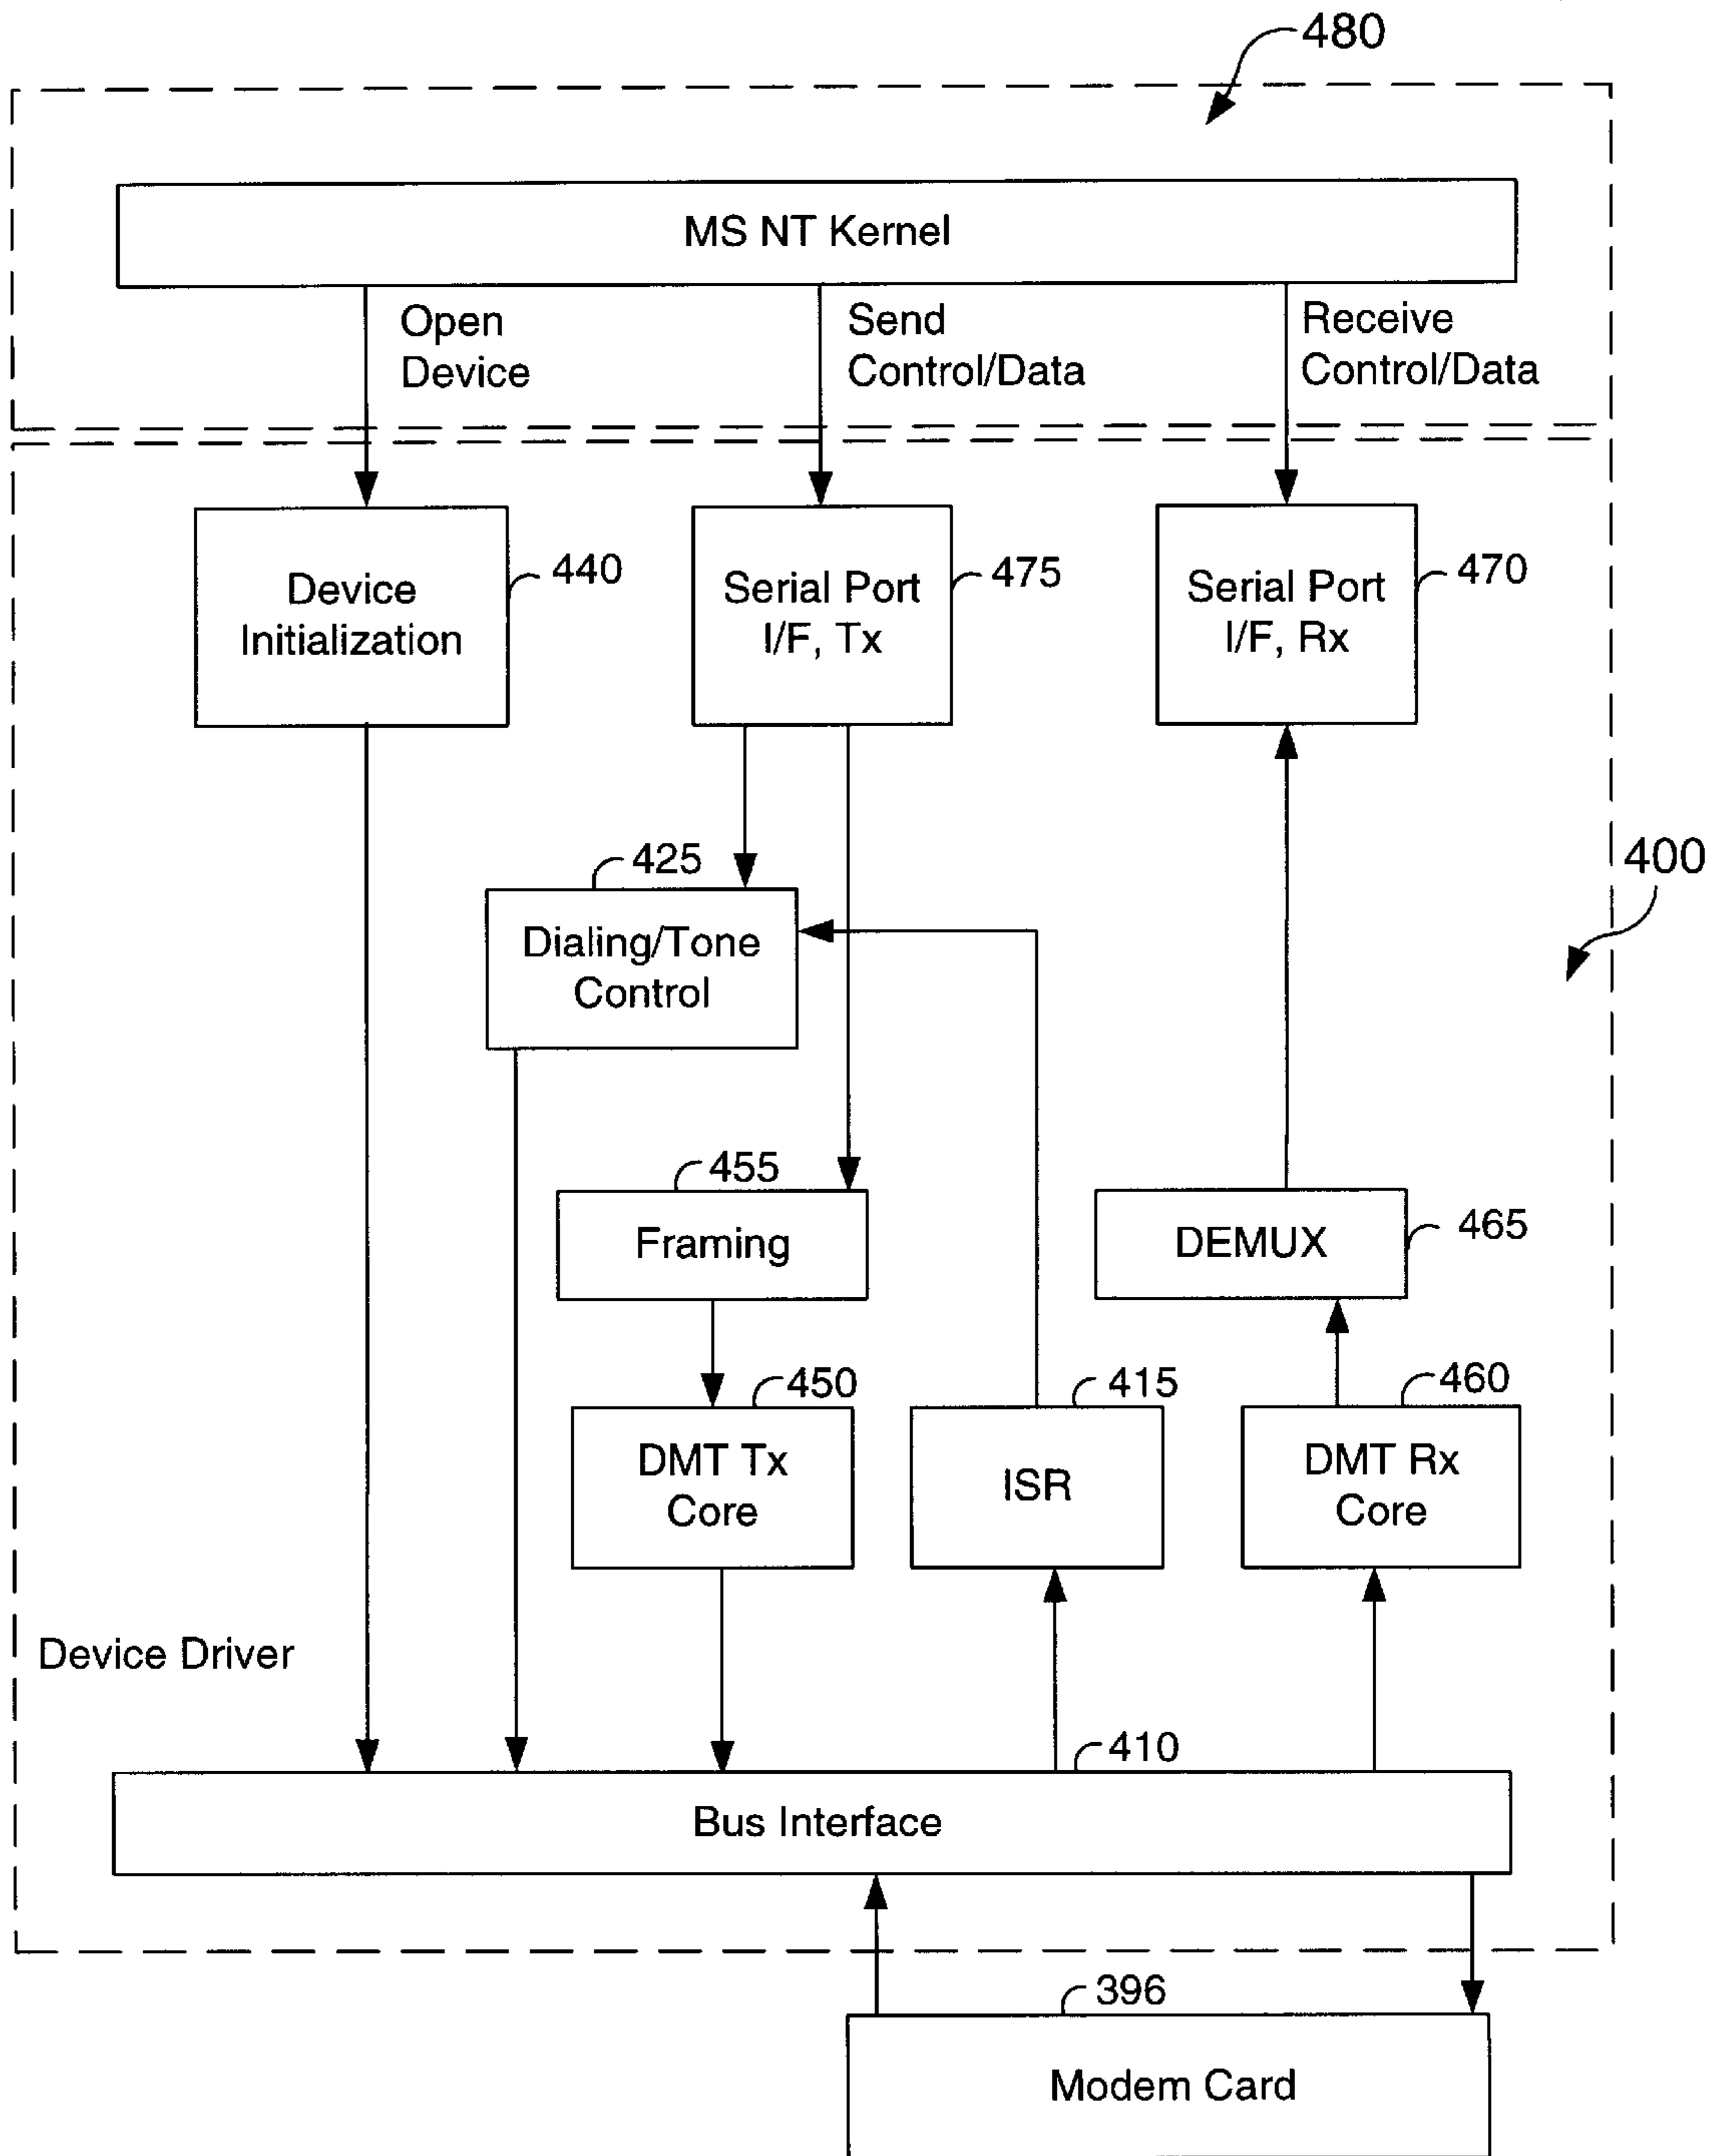 480
MS NT Kernel
Open
Device
Send
Control/Data
Receive
Control/Data
Device
Initialization
440
Serial Port
I/F, Tx
475
Serial Port
I/F, Rx
470
400
425
Dialing/Tone
Control
455
Framing
DEMUX
465
450
DMT Tx
Core
415
ISR
460
DMT Rx
Core
Device Driver
410
Bus Interface
396
Modem Card